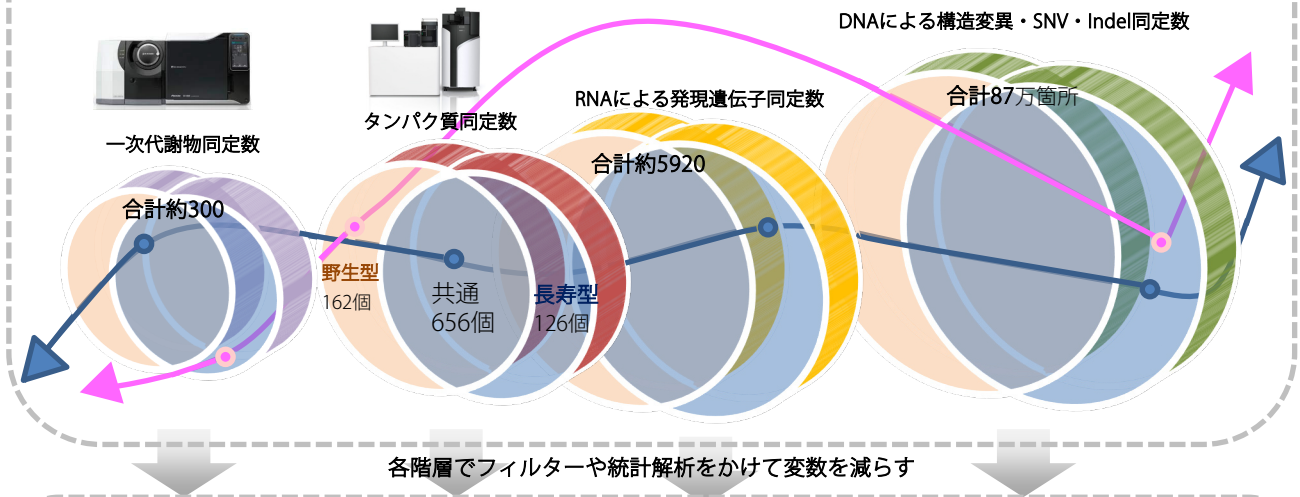 DNAによる構造変異・SNV・Indel同定数
合計87万箇所
RNAによる発現遺伝子同定数
合計約5920
タンパク質同定数
一次代謝物同定数
合計約300
野生型
162個
共通
656個
長寿型
126個
各階層でフィルターや統計解析をかけて変数を減らす